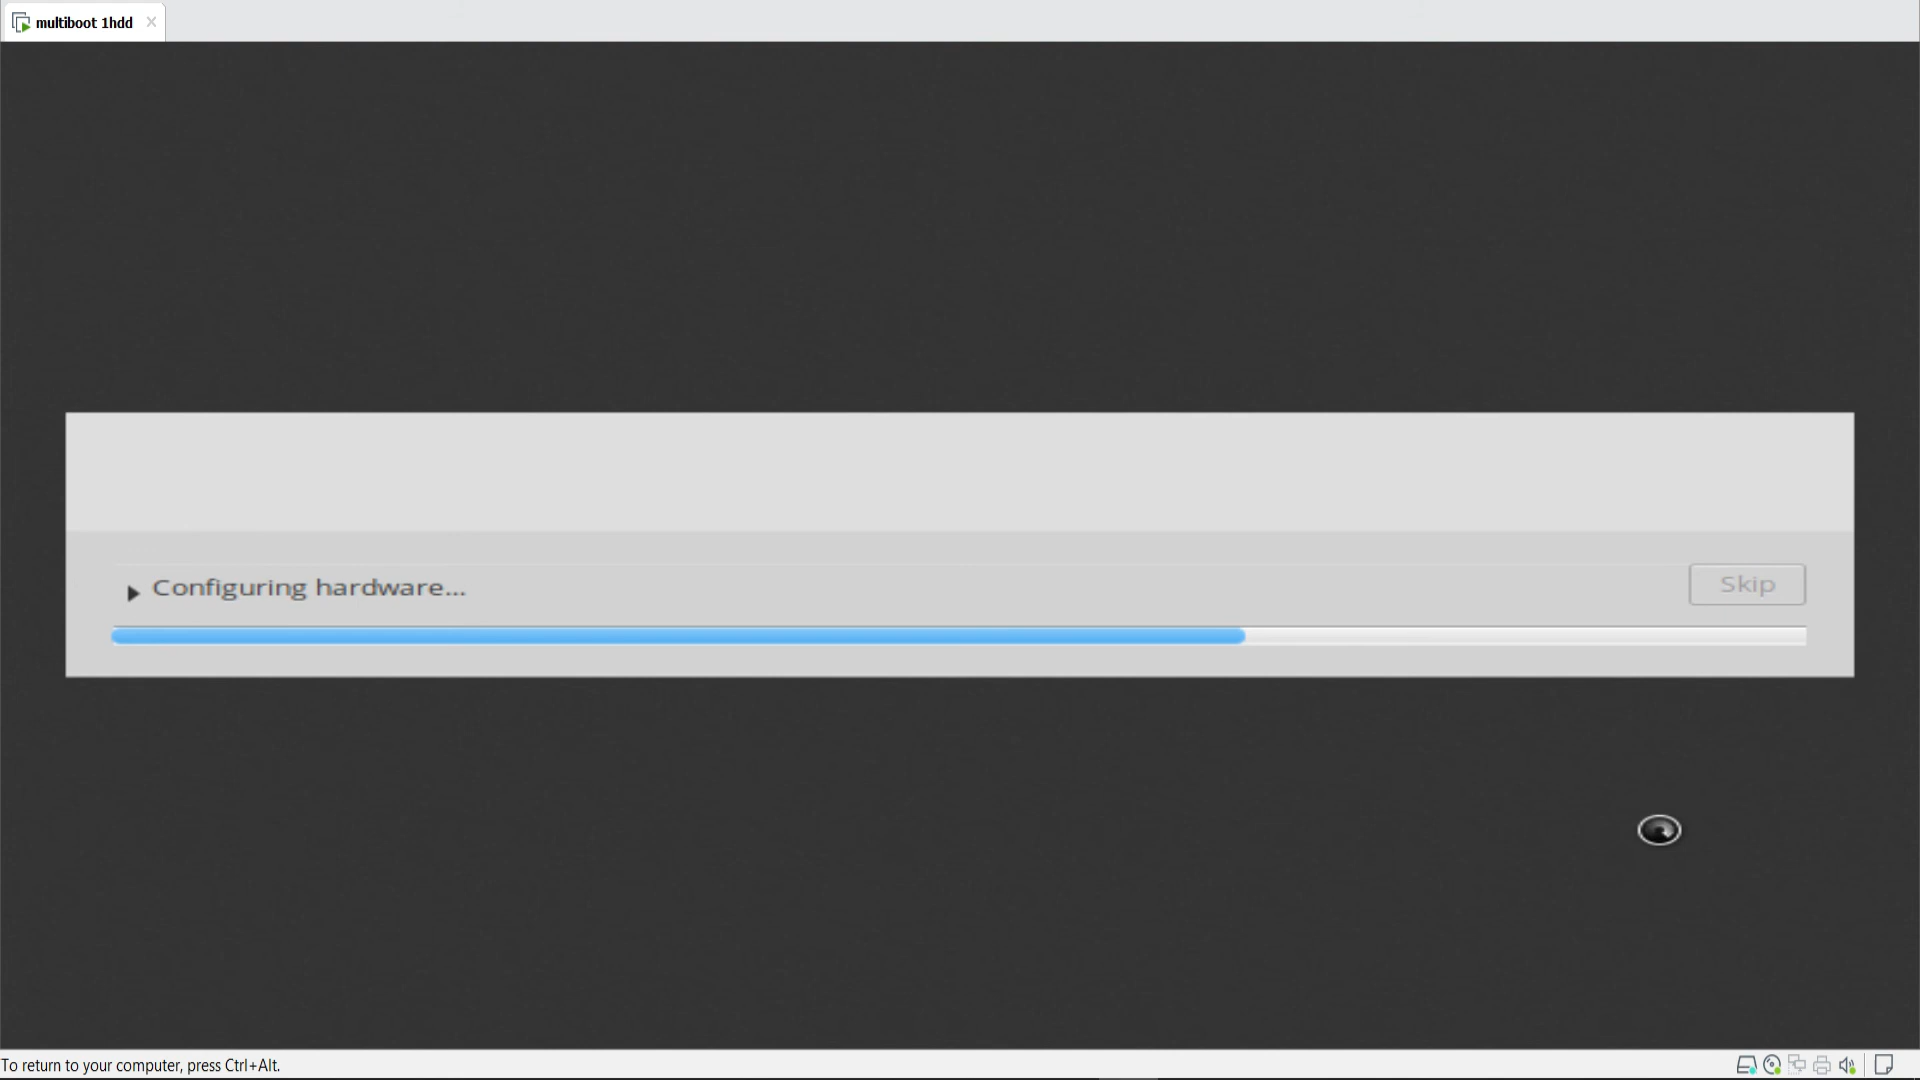 multiboot 1hdd
Configuring hardware...
Skip
To return to your computer, press Ctrl+Alt.